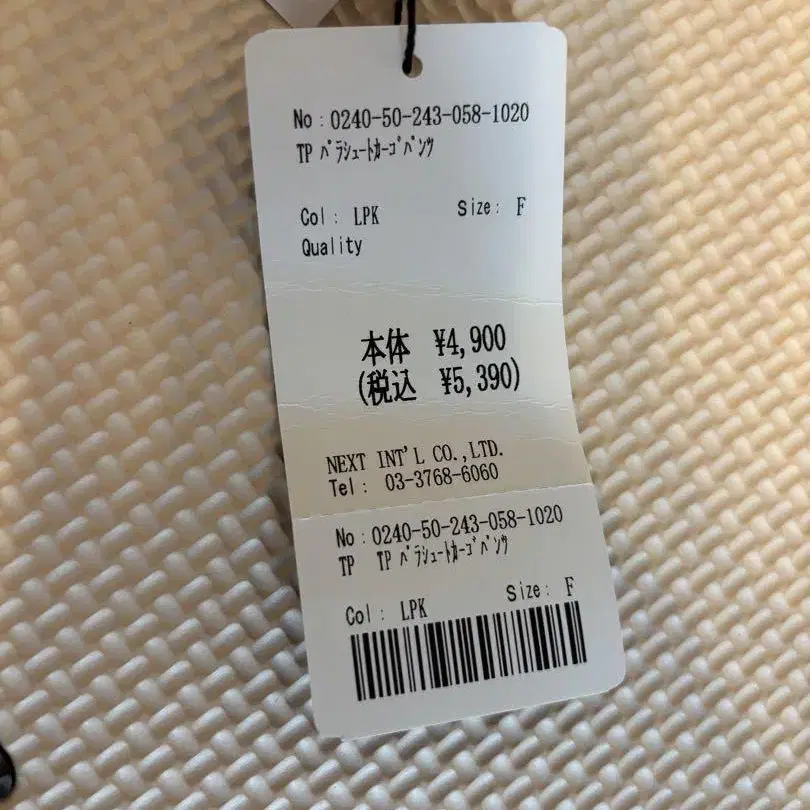 No：0240-50-243-058-1020
TP ﾊﾟﾗｼｭｰﾄｶｰｺﾞﾊﾟﾝﾂ
Col： LPK Size： F
Quality
本体 ¥4,900
(税込 ¥5,390)
NEXT INT'L CO.,LTD.
Tel： 03-3768-6060
No：0240-50-243-058-1020
TP TP ﾊﾟﾗｼｭｰﾄｶｰｺﾞﾊﾟﾝﾂ
Col： LPK Size： F